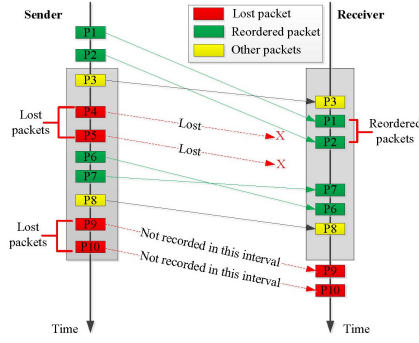 Sender
Receiver
Lost packet
Reordered packet
Other packets
P1
P2
P3
P4
P5
P6
P7
P8
P9
P10
Lost
packets
Lost
packets
Lost
X
Lost
X
Not recorded in this interval
Not recorded in this interval
P3
P1
P2
P7
P6
P8
P9
P10
Reordered
packets
Time
Time